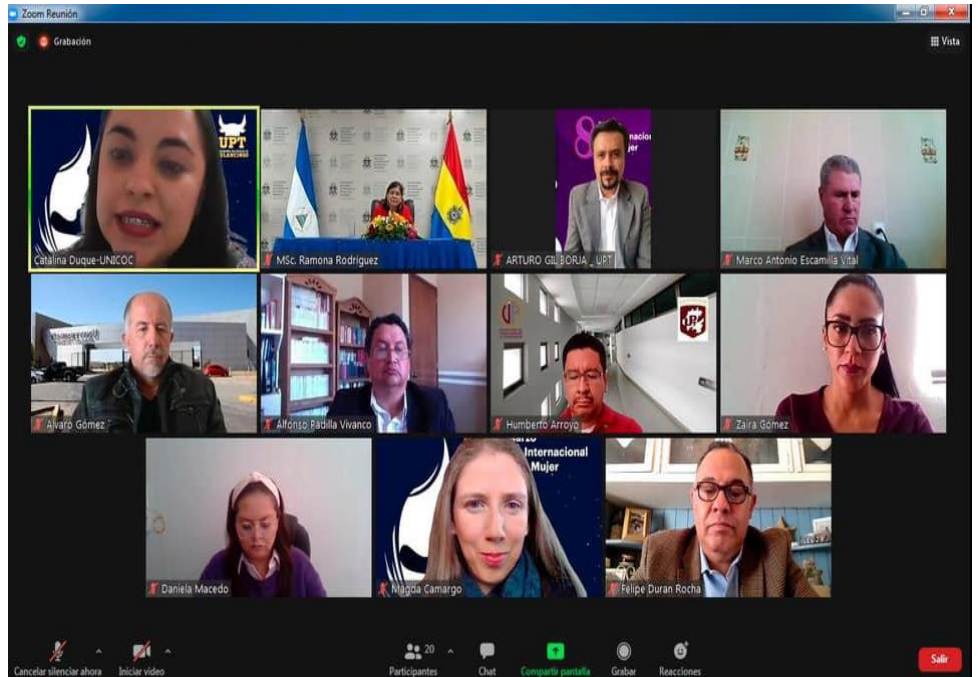 Zoom Reunión
Grabación
Vista
UPT
Catalina Duque-UNICOC
MSc. Ramona Rodríguez
ARTURO GIL BORJA _ UPT
Marco Antonio Escamilla Vital
Alvaro Gómez
Alfonso Padilla Vivanco
Humberto Arroyo
Zaira Gómez
Internacional
Mujer
Daniela Macedo
Magda Camargo
Felipe Duran Rocha
Cancelar silenciar ahora
Iniciar video
20
Participantes
Chat
Compartir pantalla
Grabar
Reacciones
Salir